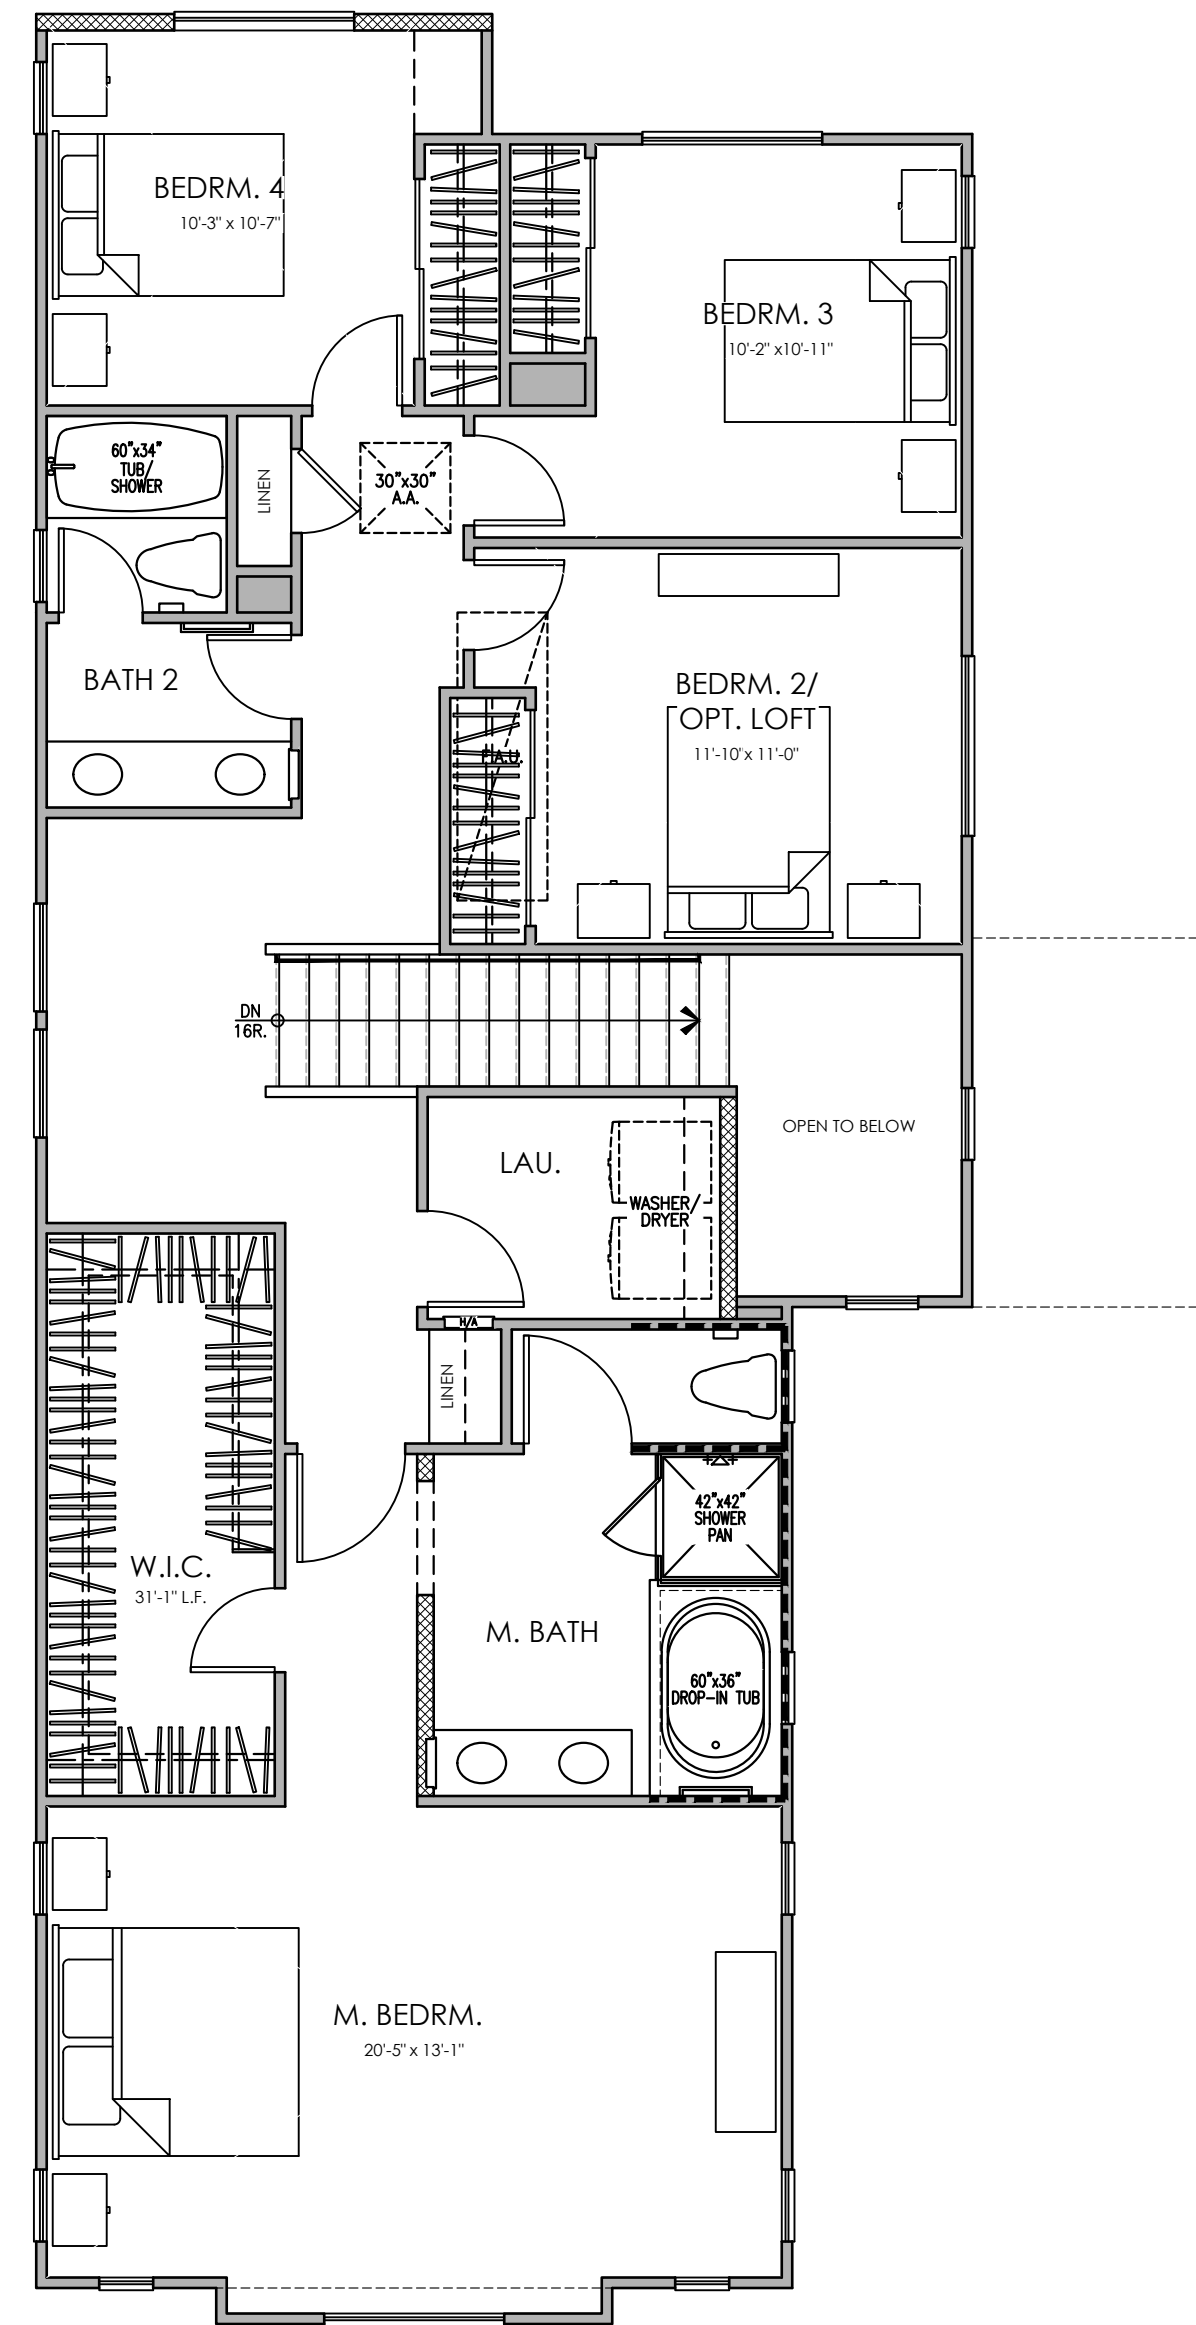 BEDRM. 4
10'-3" x 10'-7"
BEDRM. 3
10'-2" x10'-11"
60"x34"
TUB/
SHOWER
LINEN
30"x30"
A.A.
BATH 2
BEDRM. 2/
OPT. LOFT
11'-10"x 11'-0"
F.A.U.
DN
16R.
OPEN TO BELOW
LAU.
WASHER/
DRYER
H/A
LINEN
42"x42"
SHOWER
PAN
W.I.C.
31'-1" L.F.
M. BATH
60"x36"
DROP-IN TUB
M. BEDRM.
20'-5" x 13'-1"